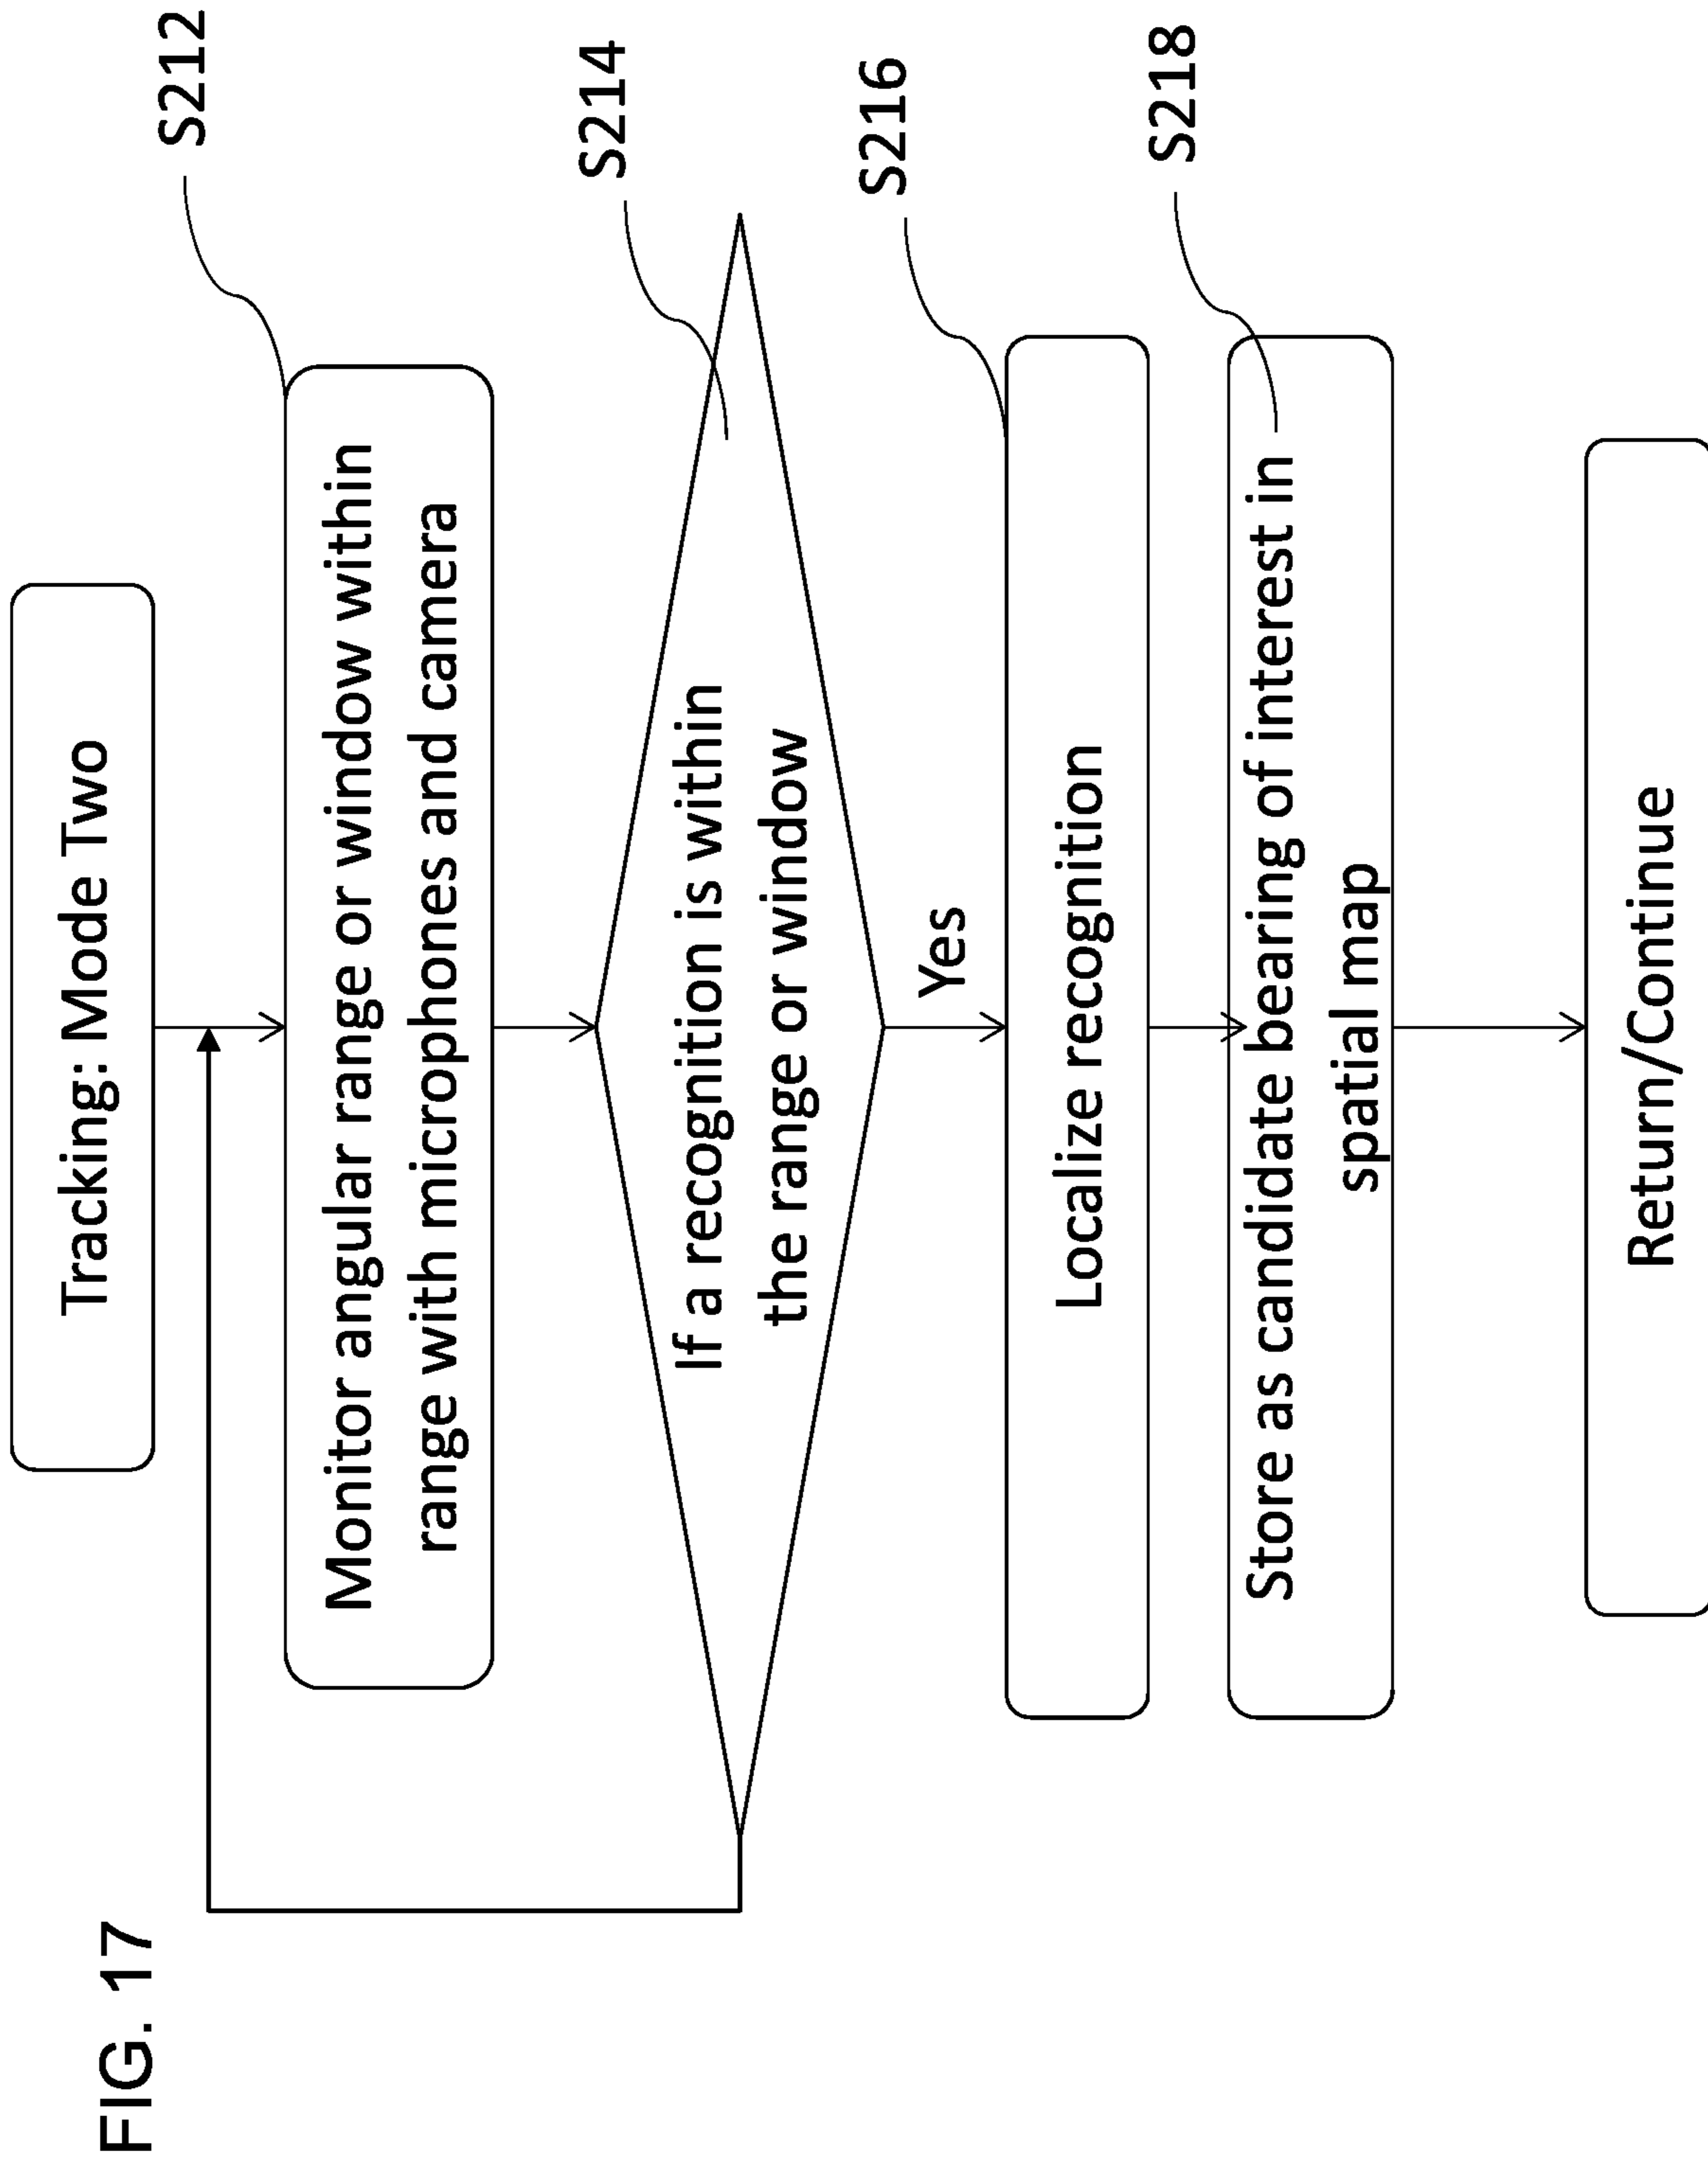 FIG. 17
Tracking: Mode Two
S212
Monitor angular range or window within
range with microphones and camera
S214
If a recognition is within
the range or window
Yes
S216
Localize recognition
S218
Store as candidate bearing of interest in
spatial map
Return/Continue